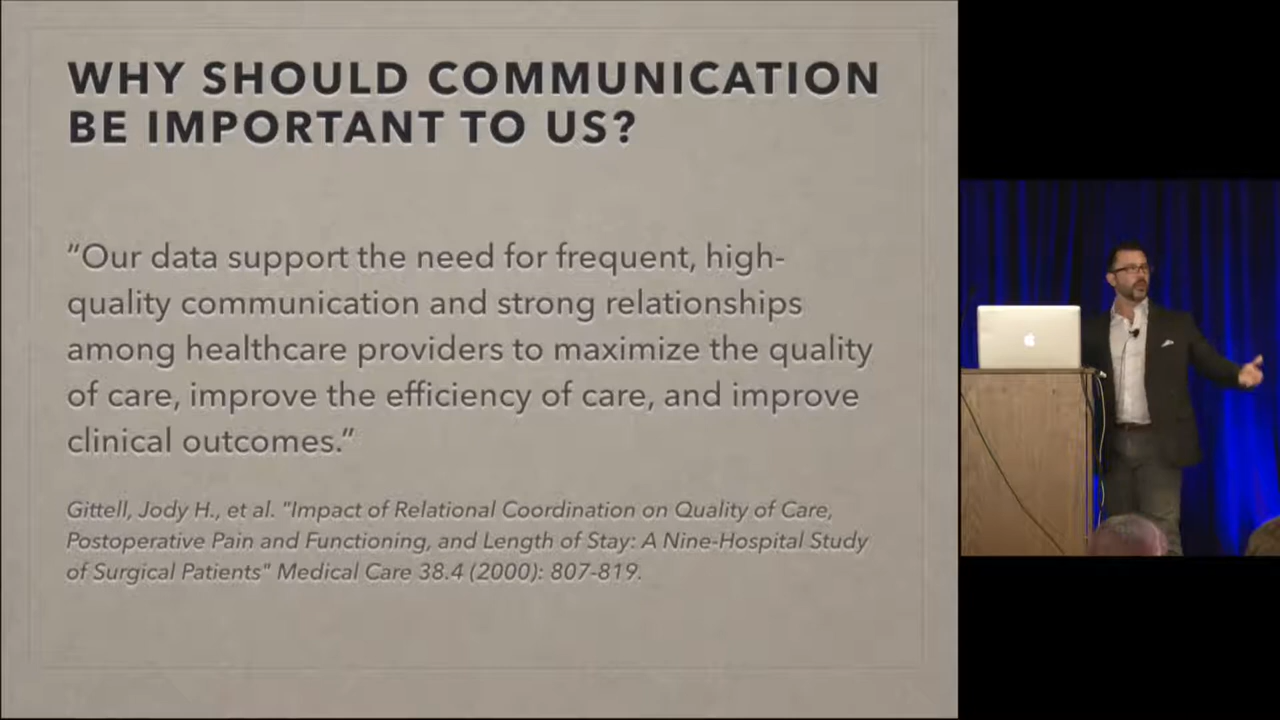 WHY SHOULD COMMUNICATION
BE IMPORTANT TO US?
"Our data support the need for frequent, high-
quality communication and strong relationships
among healthcare providers to maximize the quality
of care, improve the efficiency of care, and improve
clinical outcomes."
Gittell, Jody H., et al. "Impact of Relational Coordination on Quality of Care,
Postoperative Pain and Functioning, and Length of Stay: A Nine-Hospital Study
of Surgical Patients" Medical Care 38.4 (2000): 807-819.